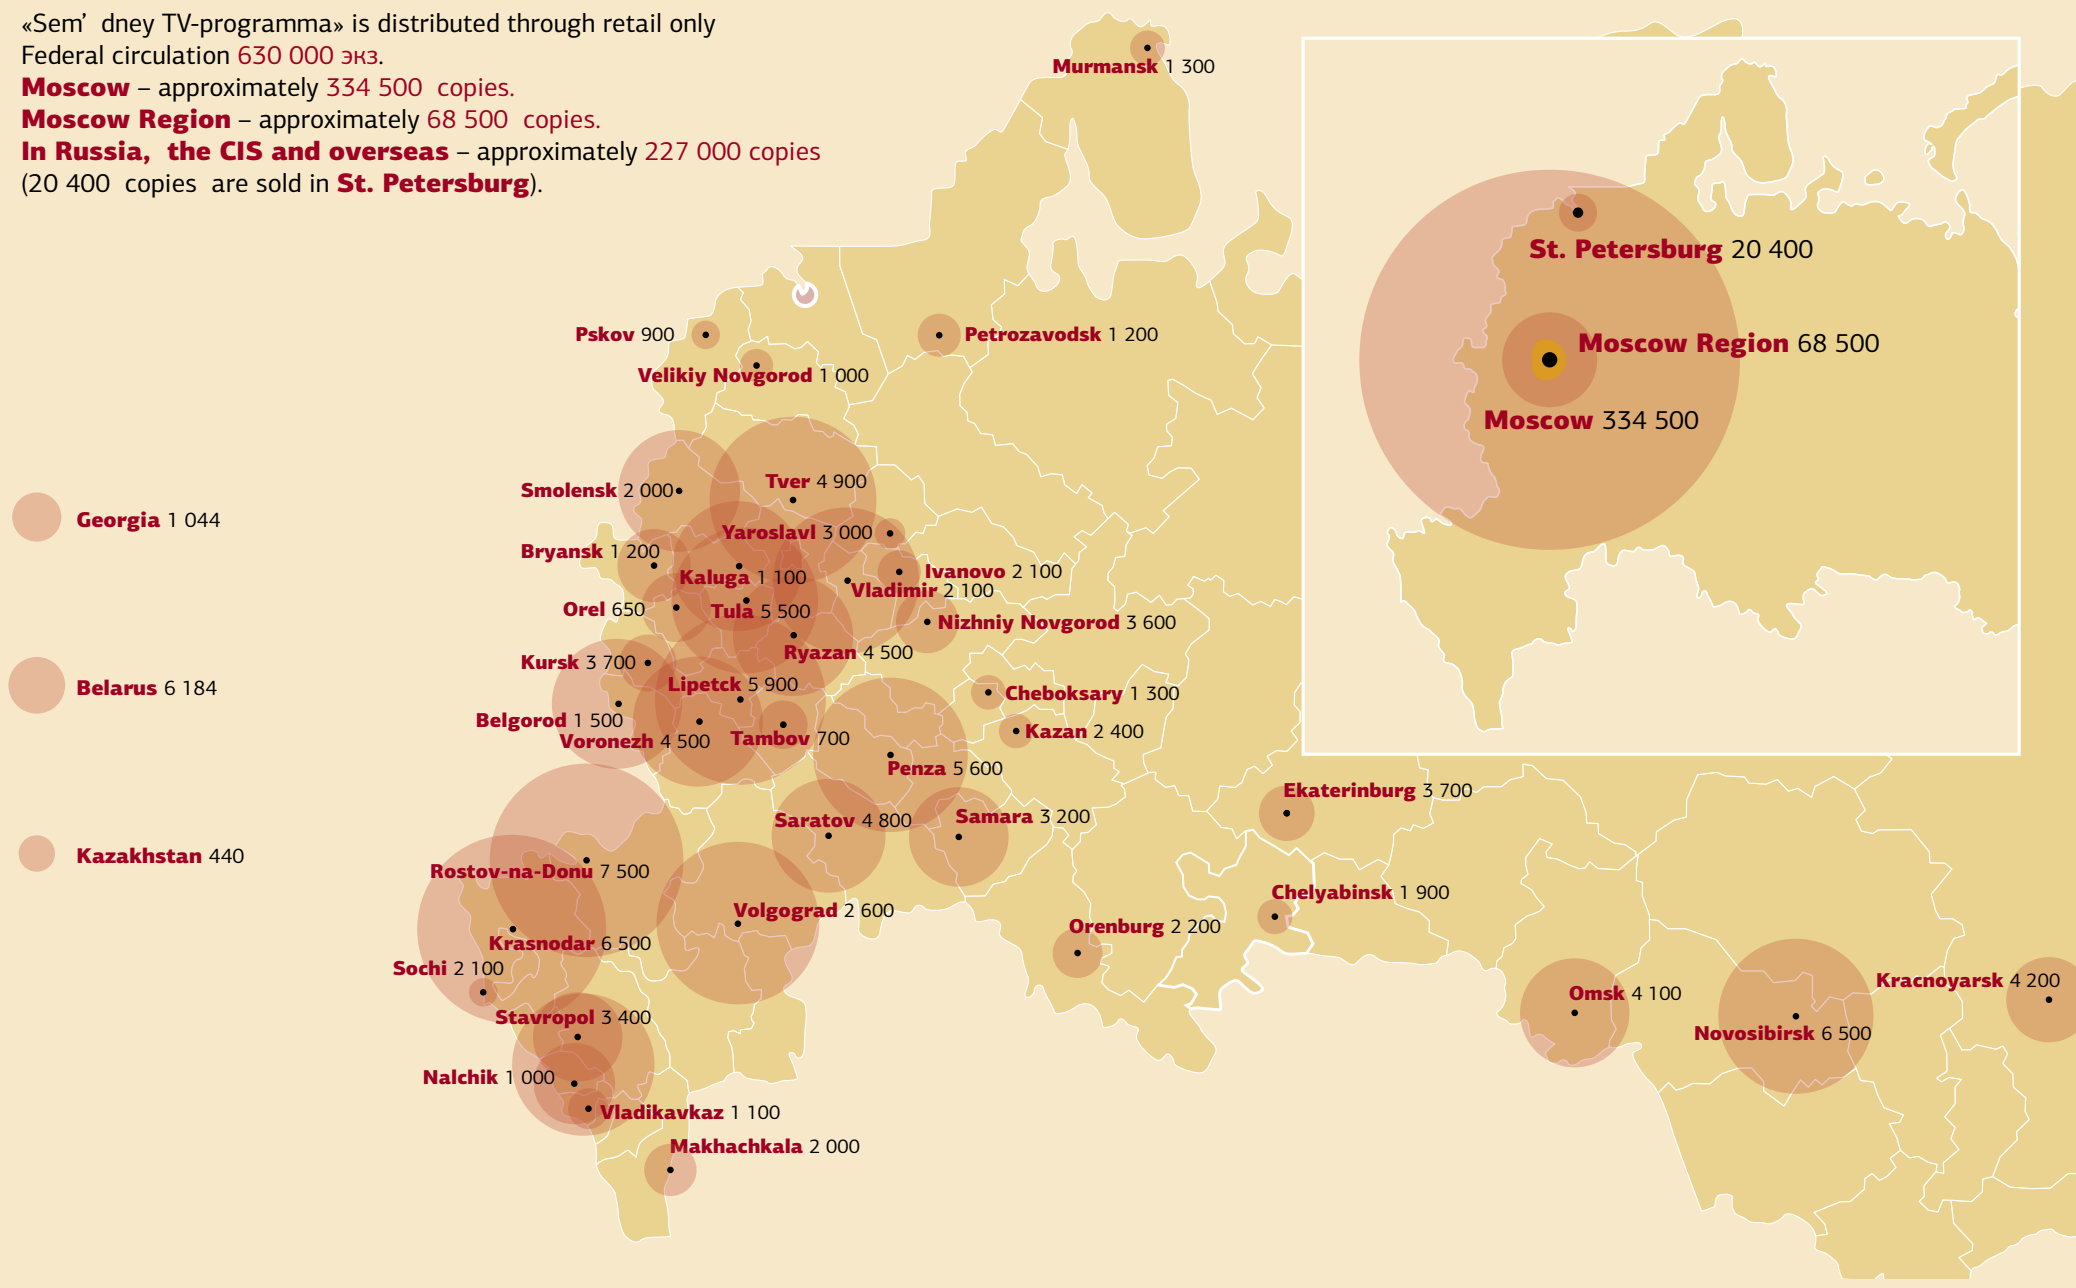 «Sem’ dney TV-programma» is distributed through retail only
Federal circulation 630 000 экз.
Moscow – approximately 334 500 copies.
Moscow Region – approximately 68 500 copies.
In Russia, the CIS and overseas – approximately 227 000 copies
(20 400 copies are sold in St. Petersburg).
Murmansk 1 300
St. Petersburg 20 400
Moscow Region 68 500
Moscow 334 500
Pskov 900
Petrozavodsk 1 200
Velikiy Novgorod 1 000
Tver 4 900
Smolensk 2 000
Georgia 1 044
Yaroslavl 3 000
Bryansk 1 200
Ivanovo 2 100
Kaluga 1 100
Vladimir 2 100
Orel 650
Tula 5 500
Nizhniy Novgorod 3 600
Ryazan 4 500
Kursk 3 700
Lipetck 5 900
Belarus 6 184
Cheboksary 1 300
Belgorod 1 500
Kazan 2 400
Voronezh 4 500
Tambov 700
Penza 5 600
Ekaterinburg 3 700
Saratov 4 800
Samara 3 200
Kazakhstan 440
Rostov-na-Donu 7 500
Chelyabinsk 1 900
Volgograd 2 600
Orenburg 2 200
Krasnodar 6 500
Sochi 2 100
Kracnoyarsk 4 200
Omsk 4 100
Stavropol 3 400
Novosibirsk 6 500
Nalchik 1 000
Vladikavkaz 1 100
Makhachkala 2 000